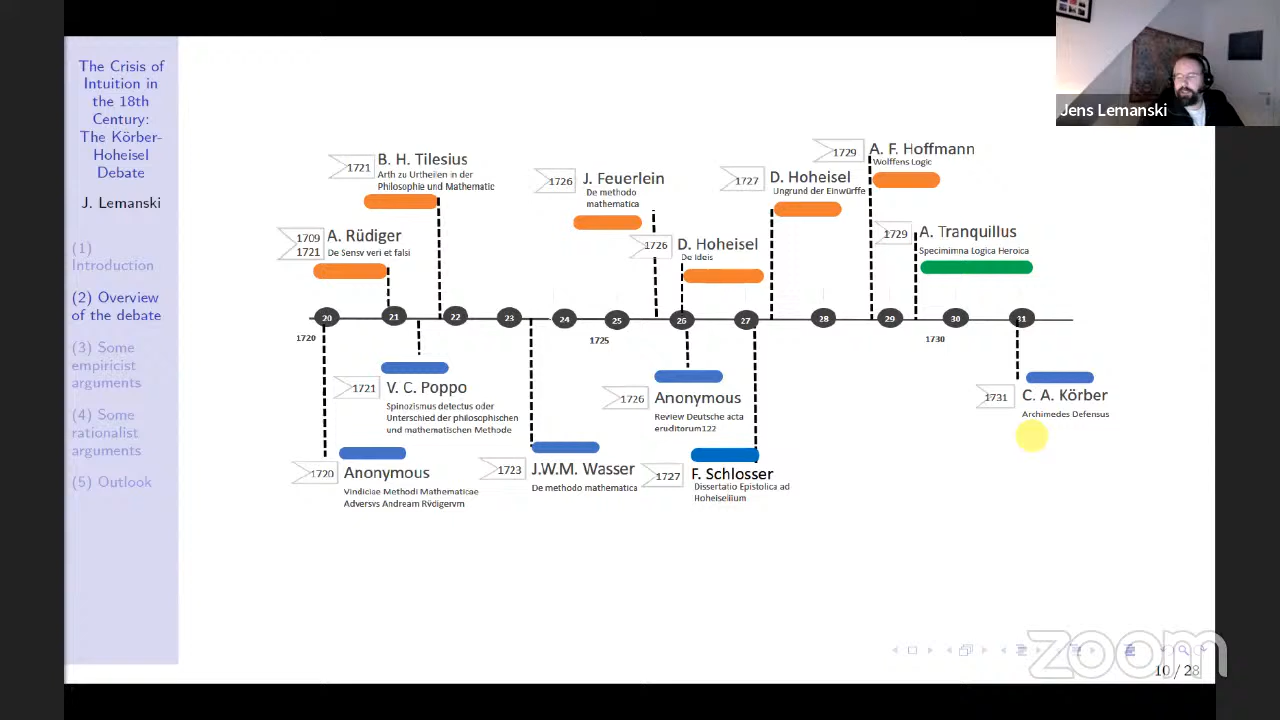 The Crisis of
Intuition in
the 18th
Century:
The Körber-
Hoheisel
Debate
J. Lemanski
(1)
Introduction
(2) Overview
of the debate
(3) Some
empiricist
arguments
(4) Some
rationalist
arguments
(5) Outlook
Jens Lemanski
1721
B. H. Tilesius
Arth zu Urtheilen in der
Philosophie und Mathematic
1709
1721
A. Rüdiger
De Sensv veri et falsi
1726
J. Feuerlein
De methodo
mathematica
1726
D. Hoheisel
De Ideis
1727
D. Hoheisel
Ungrund der Einwürffe
1729
A. F. Hoffmann
Wolffens Logic
1729
A. Tranquillus
Specimimna Logica Heroica
20
21
22
23
24
25
26
27
28
29
30
31
1720
1725
1730
1721
V. C. Poppo
Spinozismus detectus oder
Unterschied der philosophischen
und mathematischen Methode
1720
Anonymous
Vindiciae Methodi Mathematicae
Adversvs Andream Rvdigervm
1723
J.W.M. Wasser
De methodo mathematica
1726
Anonymous
Review Deutsche acta
eruditorum122
1727
F. Schlosser
Dissertatio Epistolica ad
1731
C. A. Körber
Archimedes Defensus
zoom
10 / 28